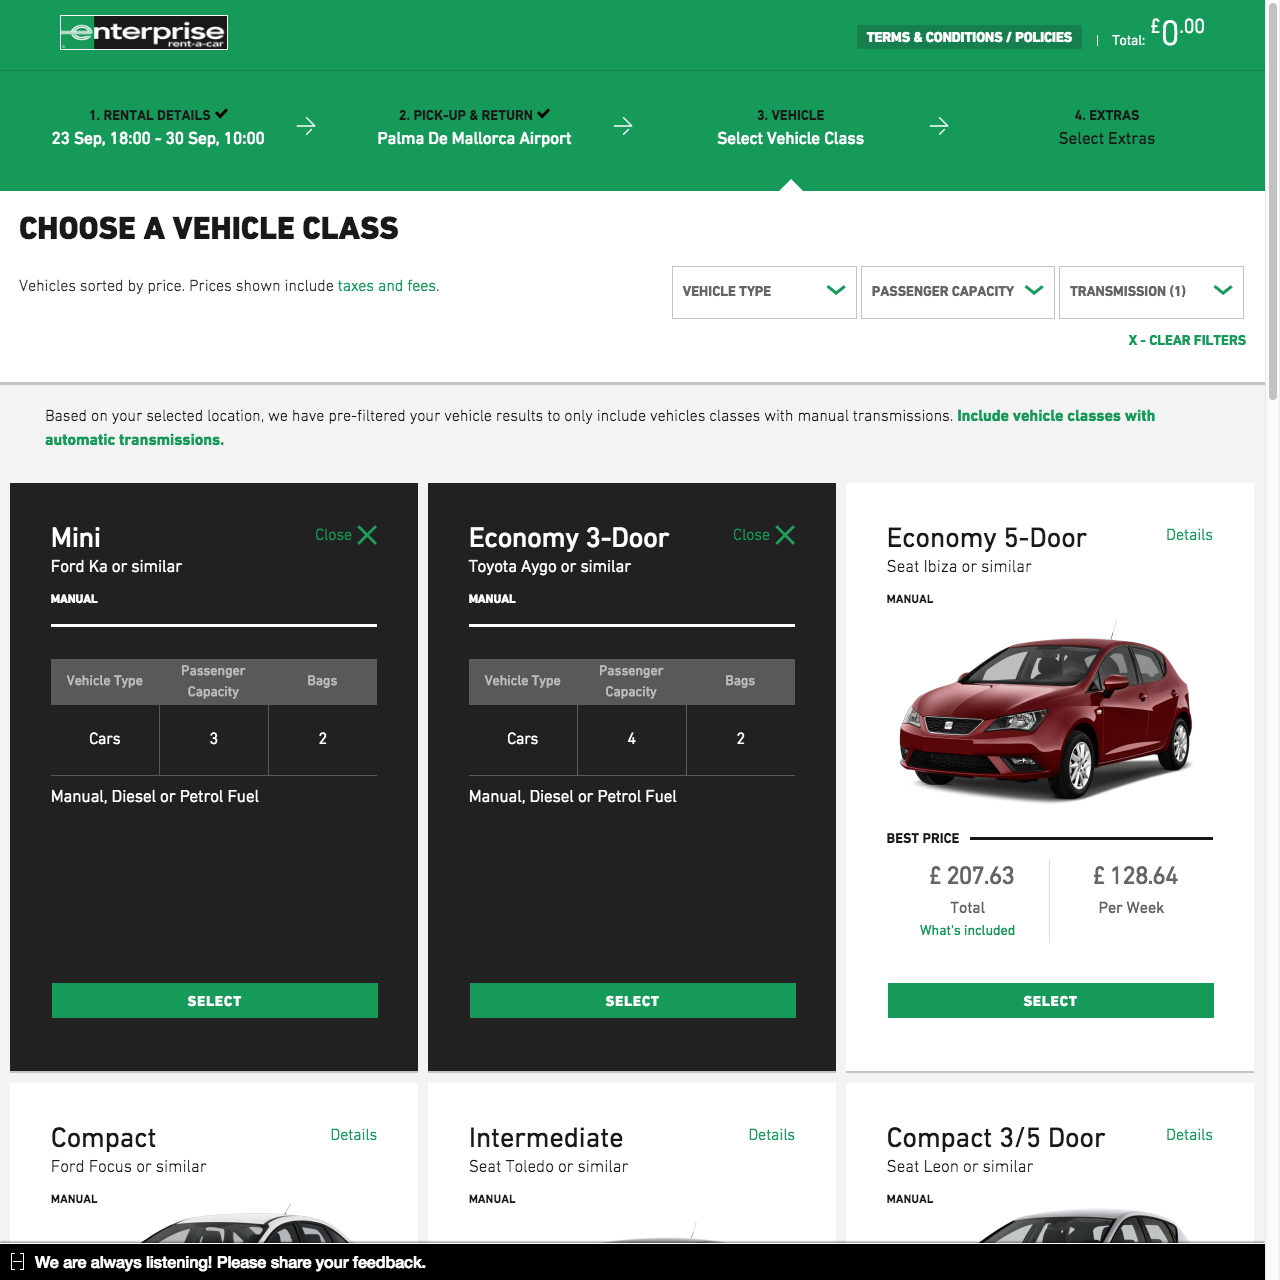 enterprise
rent-a-car
TERMS & CONDITIONS / POLICIES | Total: £0.00
1. RENTAL DETAILS
23 Sep, 18:00 - 30 Sep, 10:00
2. PICK-UP & RETURN
Palma De Mallorca Airport
3. VEHICLE
Select Vehicle Class
4. EXTRAS
Select Extras
CHOOSE A VEHICLE CLASS
Vehicles sorted by price. Prices shown include taxes and fees.
VEHICLE TYPE
PASSENGER CAPACITY
TRANSMISSION (1)
X - CLEAR FILTERS
Based on your selected location, we have pre-filtered your vehicle results to only include vehicles classes with manual transmissions. Include vehicle classes with
automatic transmissions.
Mini
Close
Ford Ka or similar
MANUAL
Vehicle Type
Passenger
Capacity
Bags
Cars
3
2
Manual, Diesel or Petrol Fuel
SELECT
Economy 3-Door
Close
Toyota Aygo or similar
MANUAL
Vehicle Type
Passenger
Capacity
Bags
Cars
4
2
Manual, Diesel or Petrol Fuel
SELECT
Economy 5-Door
Details
Seat Ibiza or similar
MANUAL
BEST PRICE
£ 207.63
Total
What's included
£ 128.64
Per Week
SELECT
Compact
Details
Ford Focus or similar
MANUAL
Intermediate
Details
Seat Toledo or similar
MANUAL
Compact 3/5 Door
Details
Seat Leon or similar
MANUAL
[-] We are always listening! Please share your feedback.